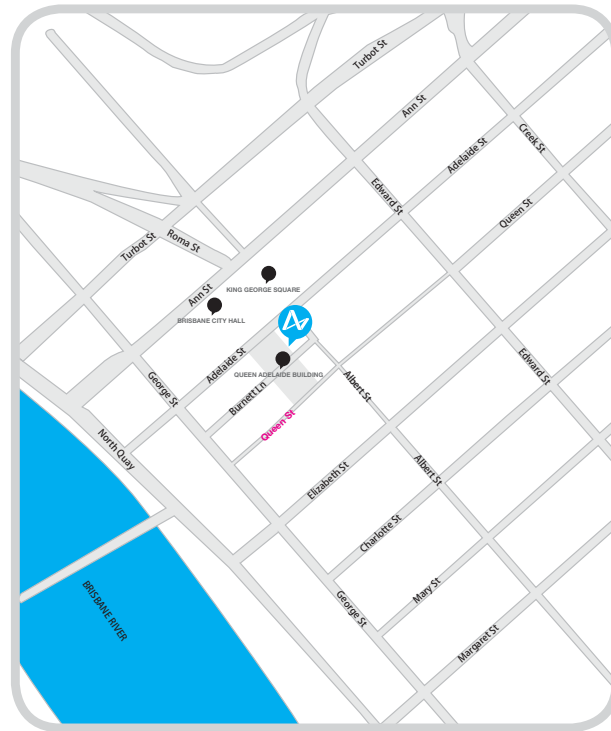 Turbot St
Ann St
Creek St
Adelaide St
Edward St
Queen St
Roma St
Turbot St
KING GEORGE SQUARE
Ann St
BRISBANE CITY HALL
Adelaide St
QUEEN ADELAIDE BUILDING
Edward St
George St
Burnett Ln
Albert St
Queen St
North Quay
Elizabeth St
Albert St
Charlotte St
BRISBANE RIVER
George St
Mary St
Margaret St